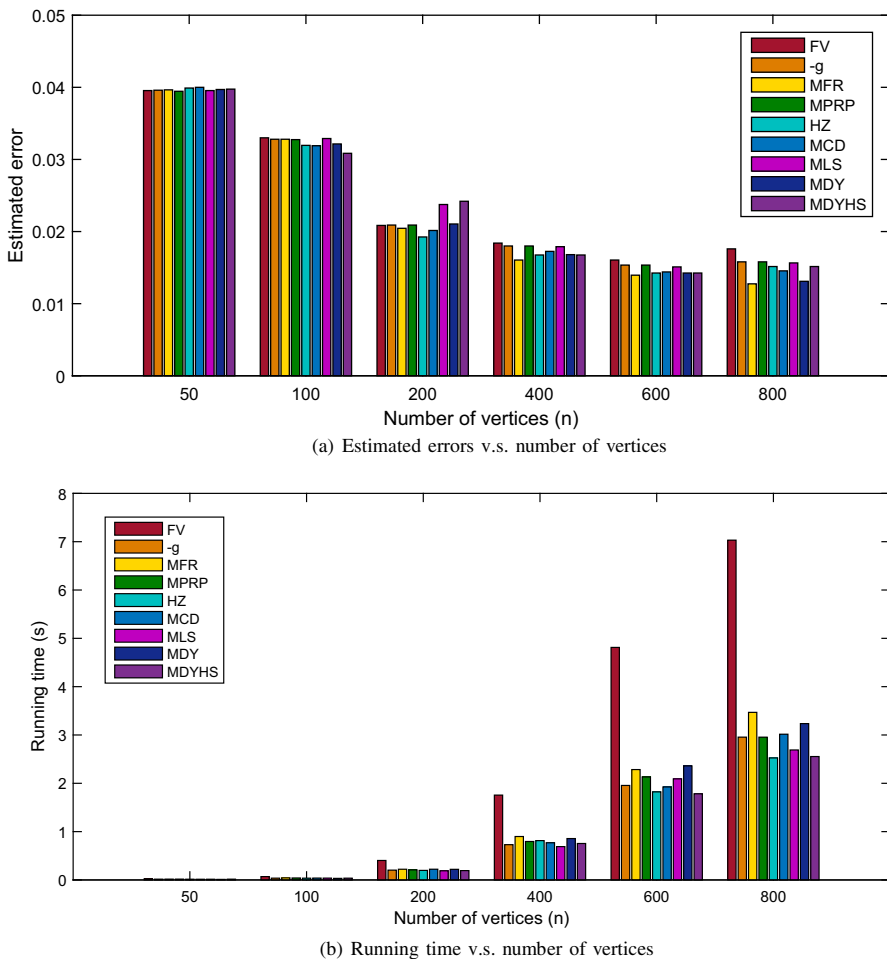 0.05
0.04
0.03
0.02
0.01
0
Estimated error
FV
-g
MFR
MPRP
HZ
MCD
MLS
MDY
MDYHS
50 100 200 400 600 800
Number of vertices (n)
(a) Estimated errors v.s. number of vertices
8
7
6
5
4
3
2
1
0
Running time (s)
FV
-g
MFR
MPRP
HZ
MCD
MLS
MDY
MDYHS
50 100 200 400 600 800
Number of vertices (n)
(b) Running time v.s. number of vertices